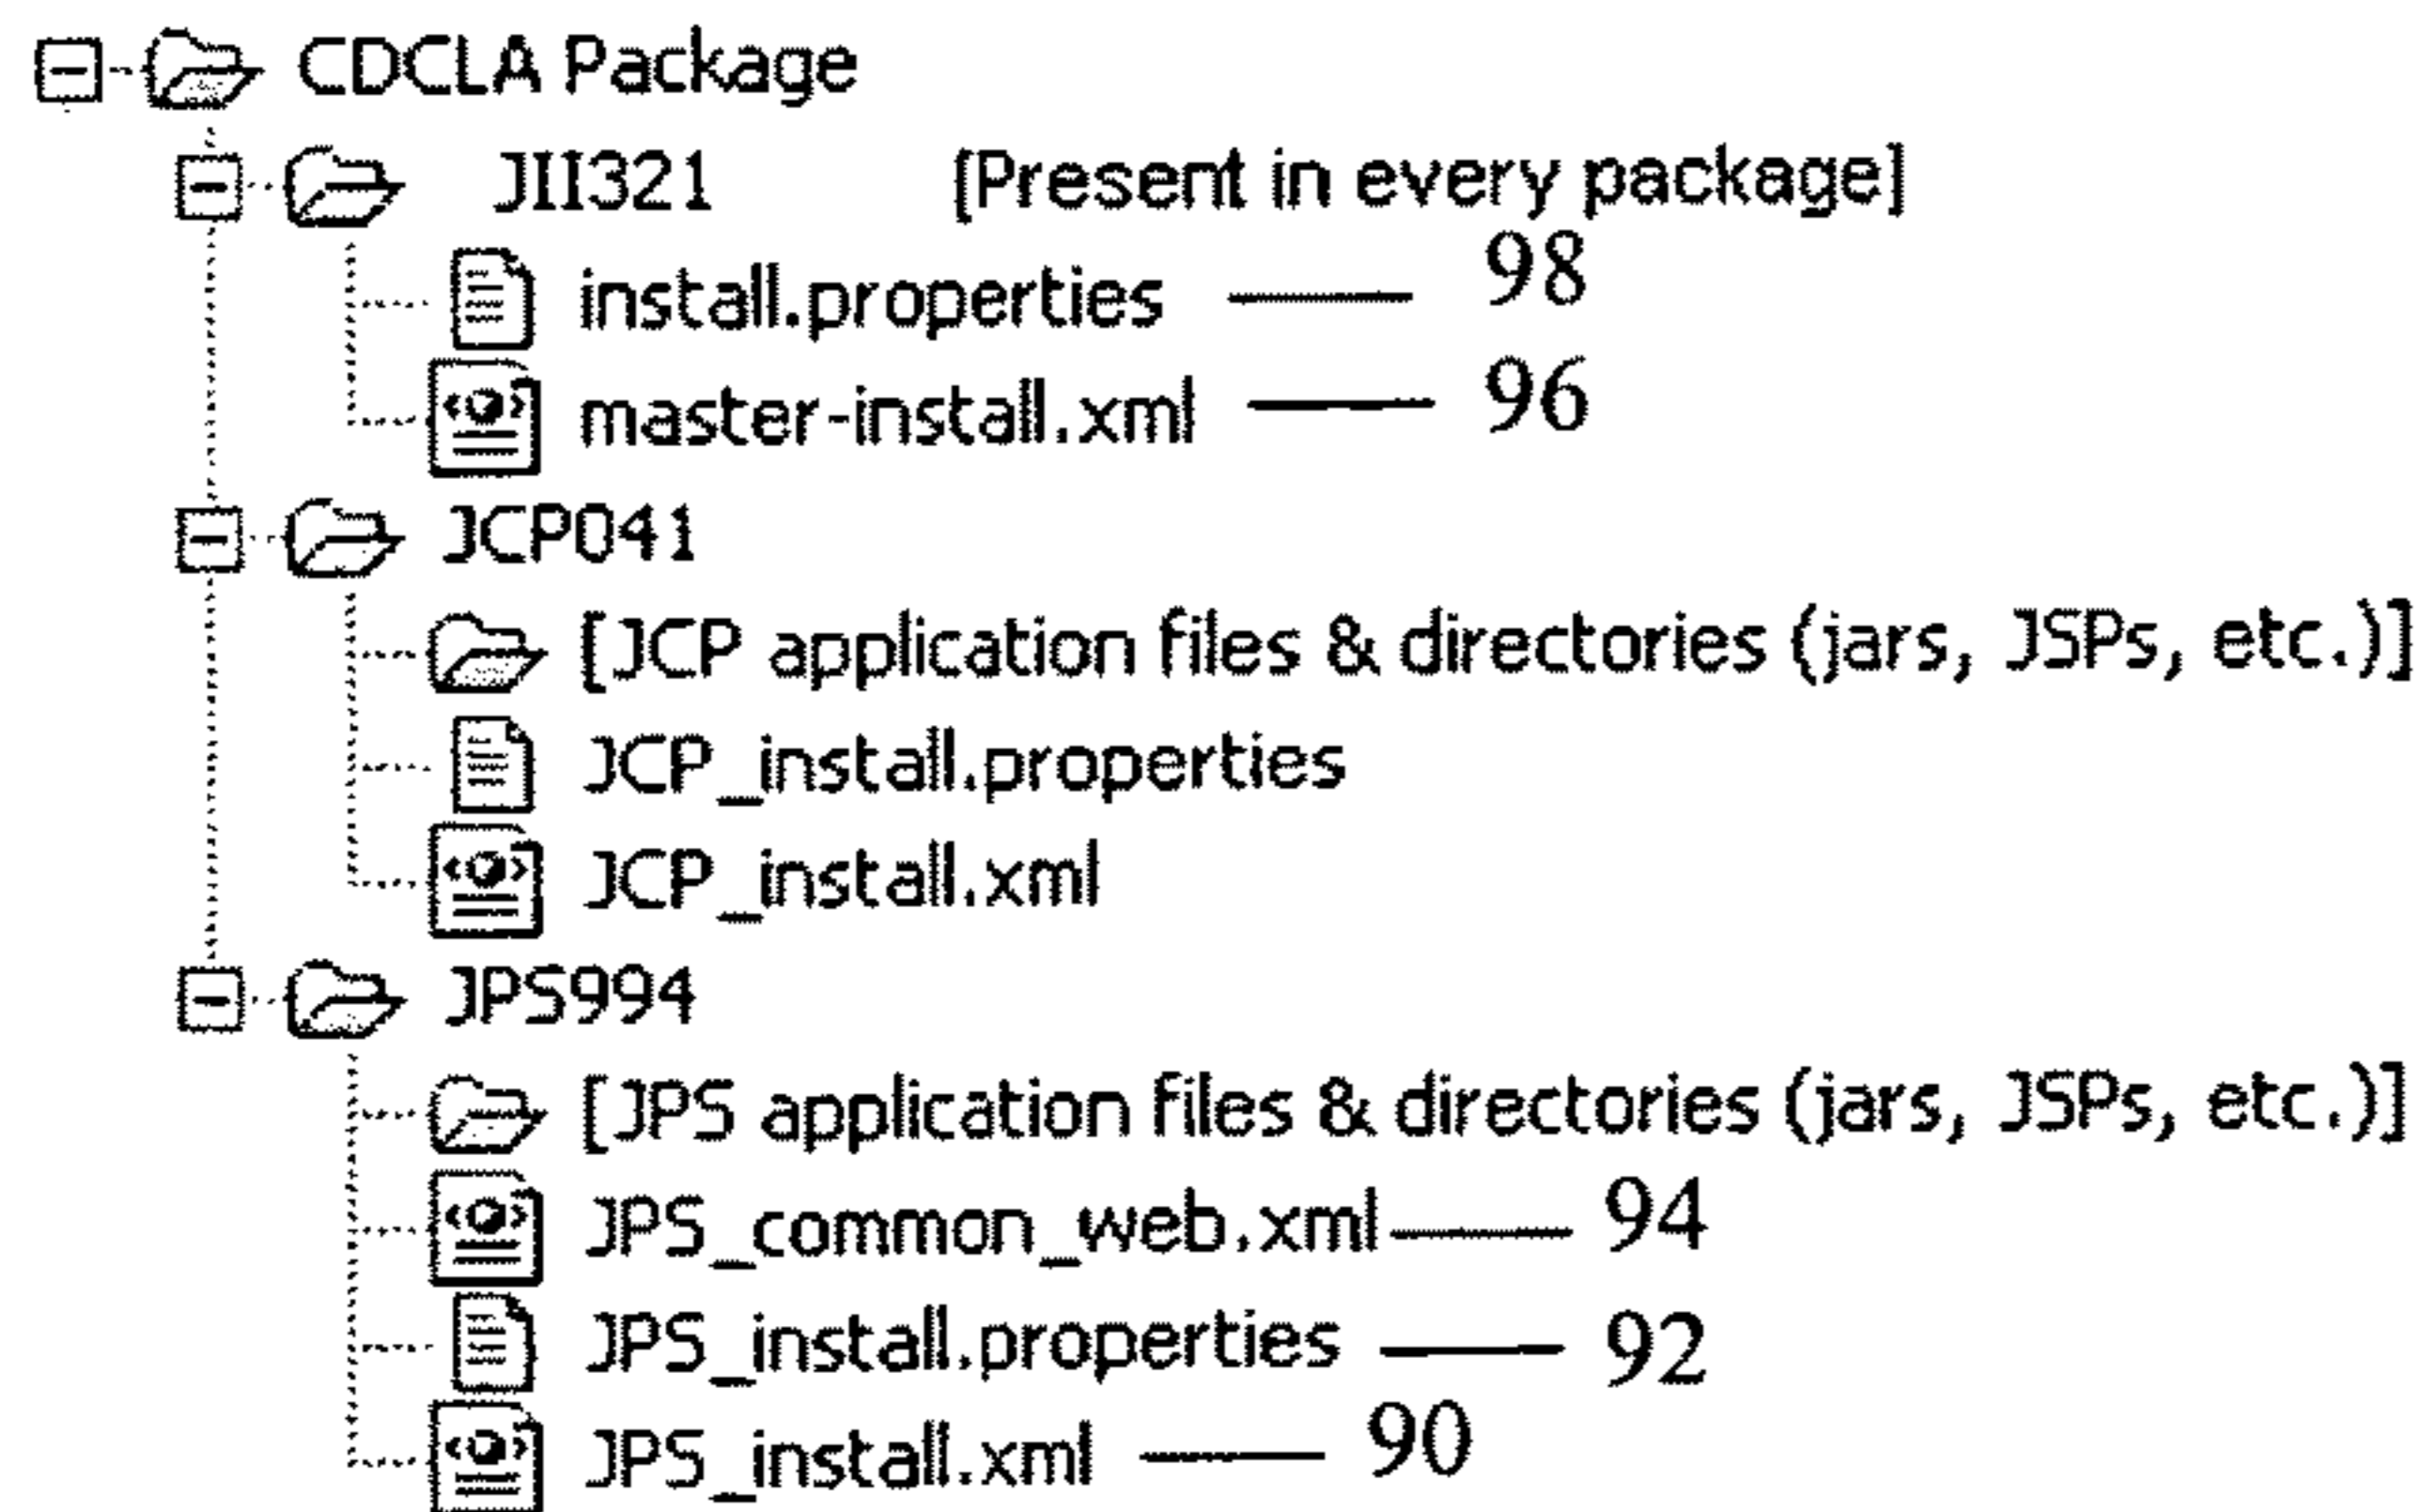 CDCLA Package
JII321 [Present in every package]
install.properties 98
master-install.xml 96
JCP041
[JCP application files & directories (jars, JSPs, etc.)]
JCP_install.properties
JCP_install.xml
JPS994
[JPS application files & directories (jars, JSPs, etc.)]
JPS_common_web.xml 94
JPS_install.properties 92
JPS_install.xml 90